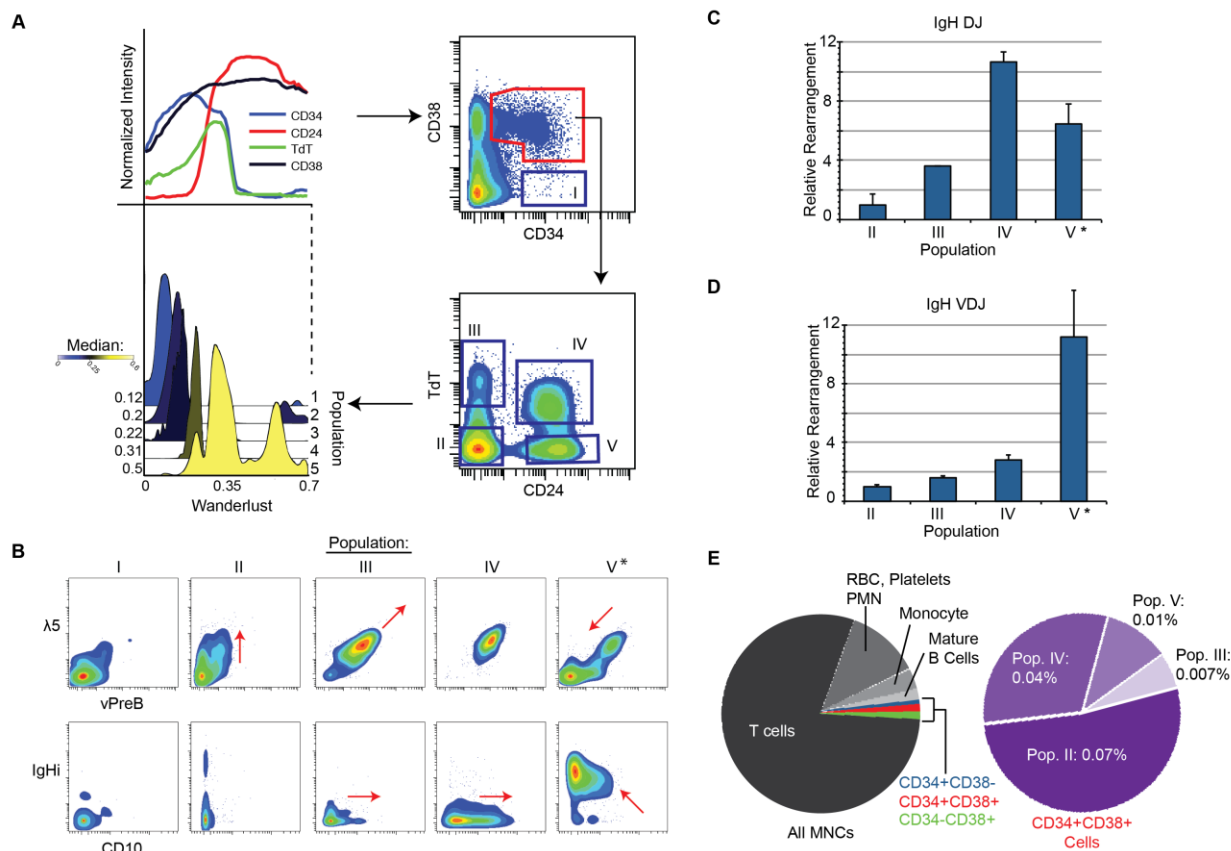 A
Normalized Intensity
CD34
CD24
TdT
CD38
CD38
I
CD34
Median:
0
0.25
0.6
0.12
0.2
0.22
0.31
0.5
1
2
3
4
5
Population
0
0.35
0.7
Wanderlust
III
IV
II
V
TdT
CD24
B
Population:
I
II
III
IV
V*
λ5
vPreB
IgHi
CD10
C
IgH DJ
Relative Rearrangement
12
8
4
0
II
III
IV
V *
Population
D
IgH VDJ
Relative Rearrangement
12
8
4
0
II
III
IV
V *
Population
E
RBC, Platelets
PMN
Monocyte
Mature
B Cells
T cells
CD34+CD38-
CD34+CD38+
CD34-CD38+
All MNCs
Pop. V:
0.01%
Pop. III:
0.007%
Pop. IV:
0.04%
Pop. II: 0.07%
CD34+CD38+
Cells